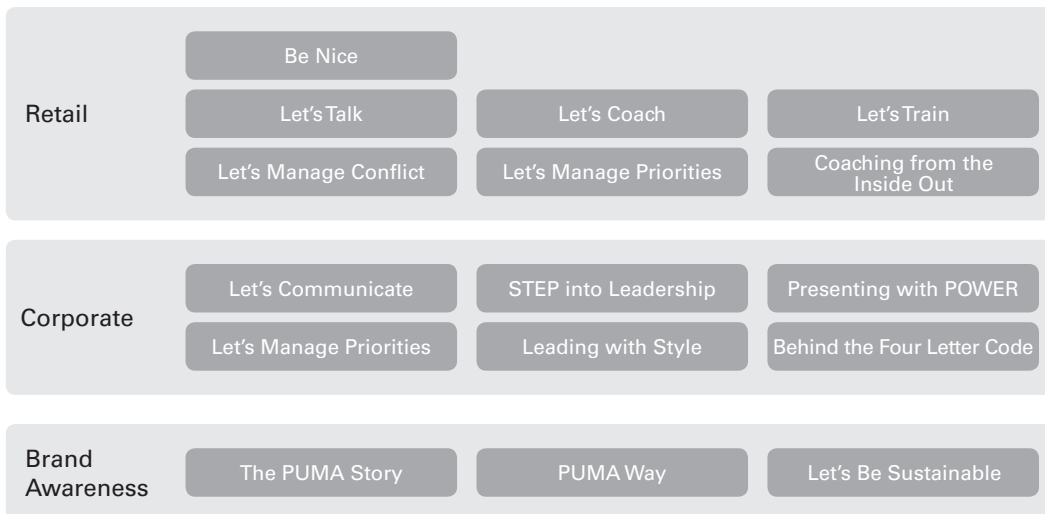 Retail
Be Nice
Let's Talk
Let's Coach
Let's Train
Let's Manage Conflict
Let's Manage Priorities
Coaching from the
Inside Out
Corporate
Let's Communicate
STEP into Leadership
Presenting with POWER
Let's Manage Priorities
Leading with Style
Behind the Four Letter Code
Brand
Awareness
The PUMA Story
PUMA Way
Let's Be Sustainable